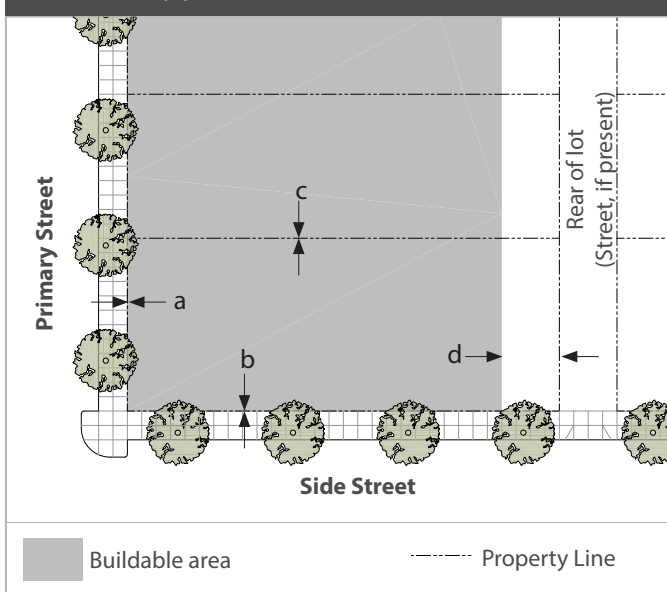 Primary Street
c
a
b
d
Rear of lot
(Street, if present)
Side Street
Buildable area
Property Line